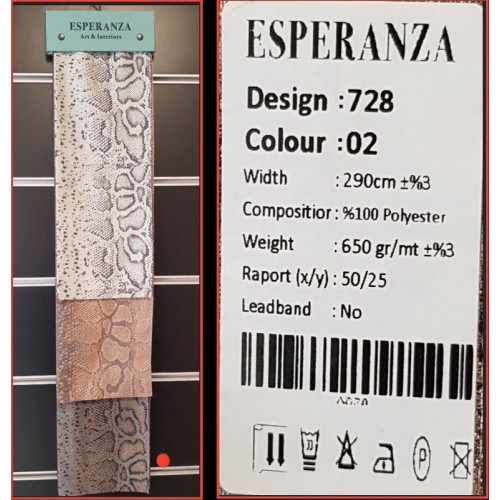 ESPERANZA
Art & Interiors
ESPERANZA
Design :728
Colour :02
Width : 290cm ±%3
Compositior : %100 Polyester
Weight : 650 gr/mt ±%3
Raport (x/y) : 50/25
Leadband : No
P